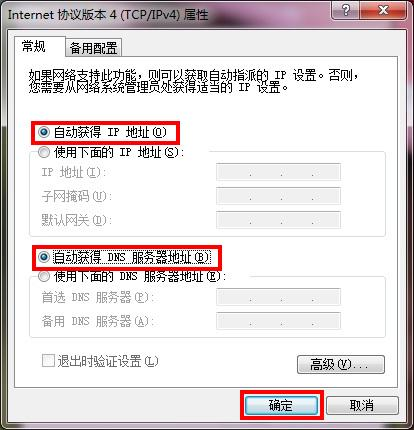 Internet 协议版本 4 (TCP/IPv4) 属性
常规 备用配置
如果网络支持此功能，则可以获取自动指派的 IP 设置。否则，
您需要从网络系统管理员处获得适当的 IP 设置。
自动获得 IP 地址(O)
使用下面的 IP 地址(S):
IP 地址(I):
子网掩码(U):
默认网关(D):
自动获得 DNS 服务器地址(B)
使用下面的 DNS 服务器地址(E):
首选 DNS 服务器(P):
备用 DNS 服务器(A):
退出时验证设置(L)
高级(V)...
确定 取消